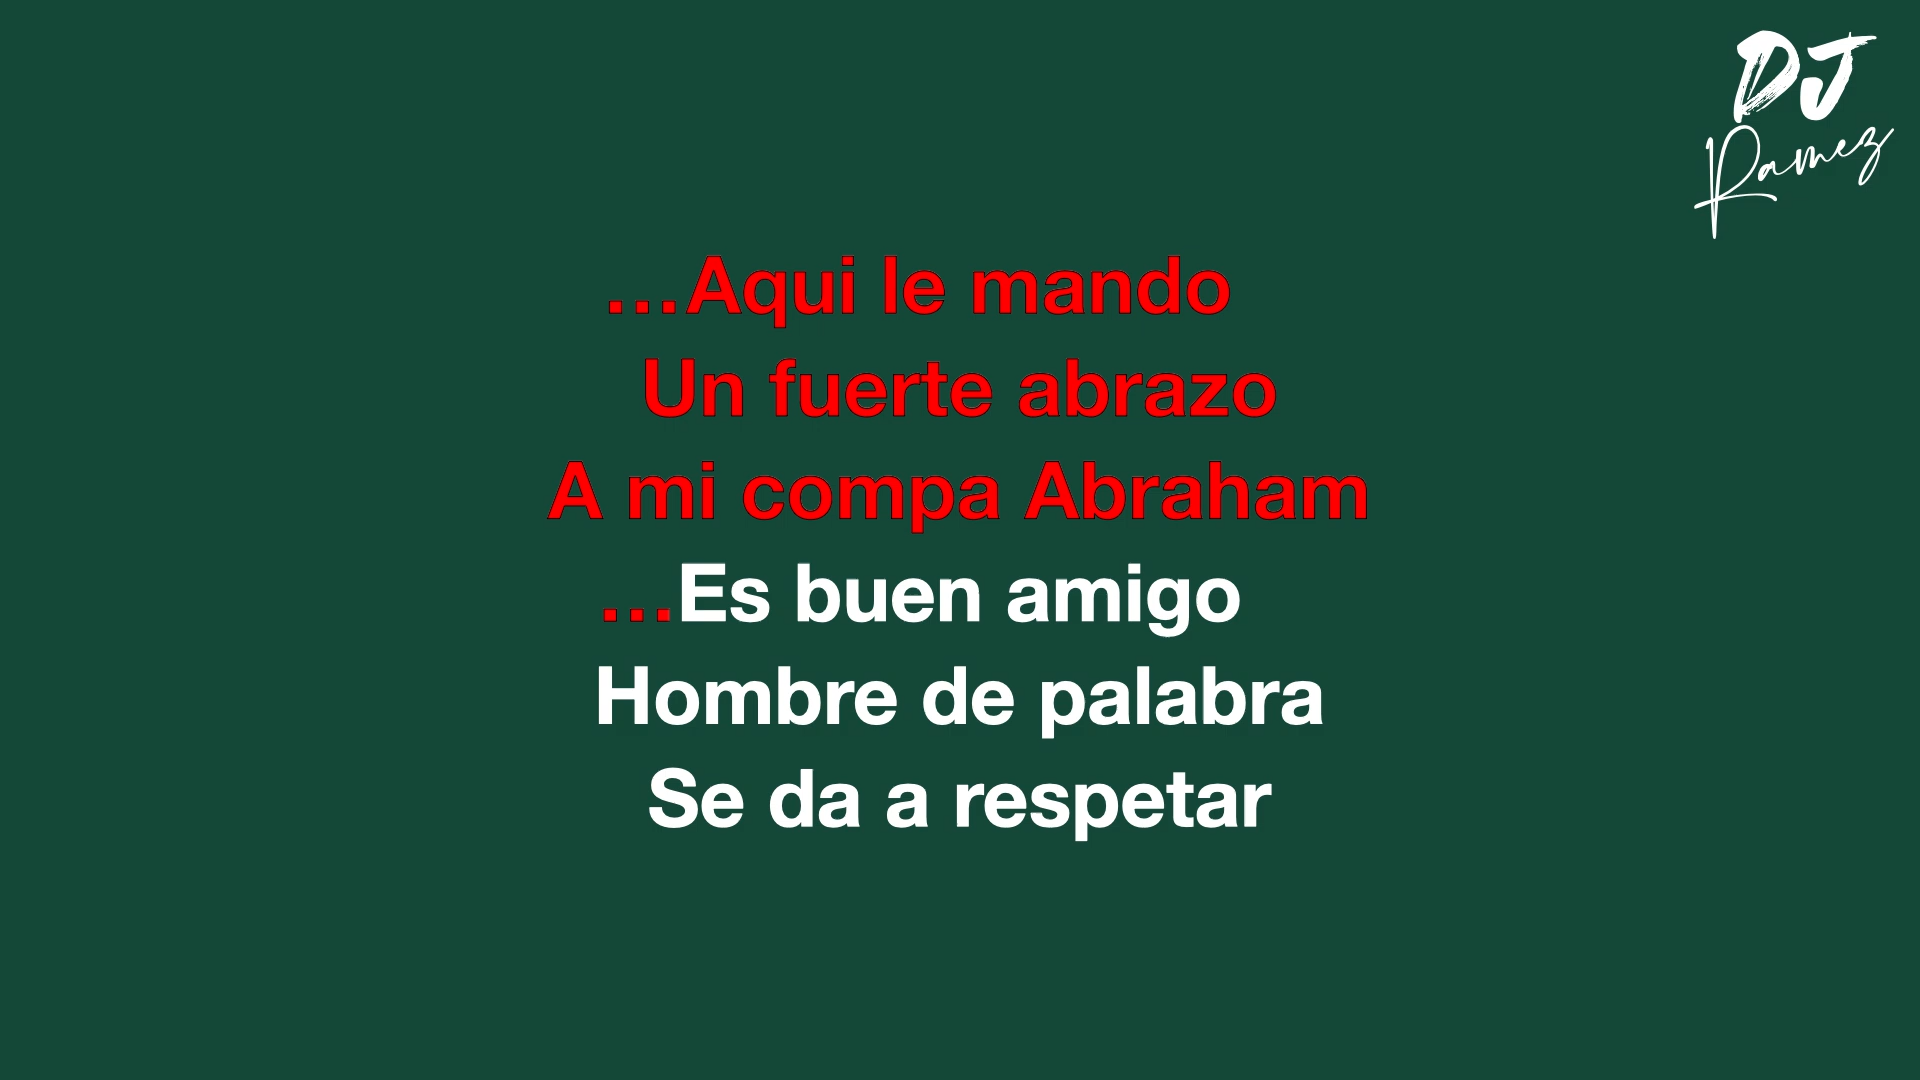 DJ
Ramez
...Aqui le mando
Un fuerte abrazo
A mi compa Abraham
...Es buen amigo
Hombre de palabra
Se da a respetar